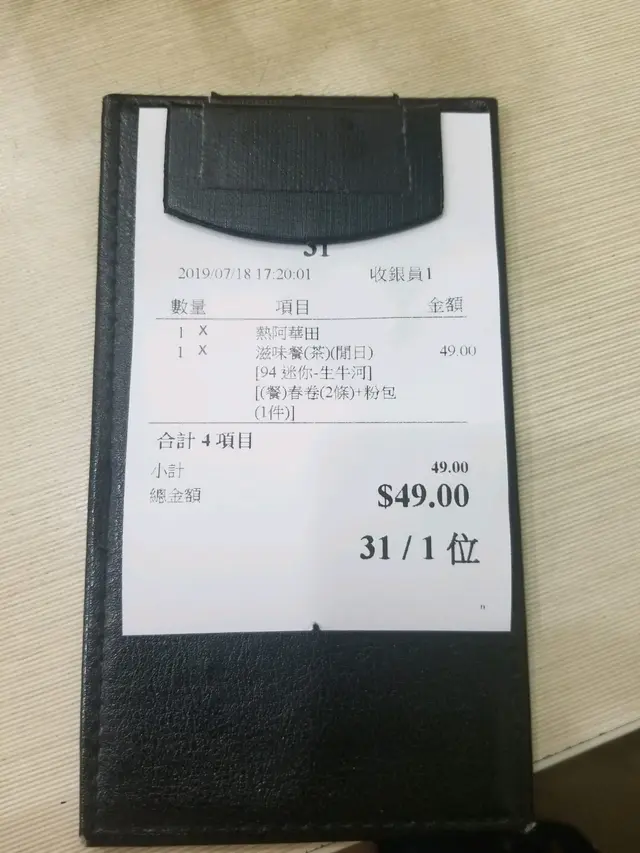 31
2019/07/18 17:20:01 收銀員1
數量 項目 金額
1 X 熱阿華田
1 X 滋味餐(茶)(閒日) 49.00
[94 迷你-生牛河]
[(餐)春卷(2條)+粉包
(1件)]
合計 4 項目
小計 49.00
總金額 $49.00
31 / 1 位